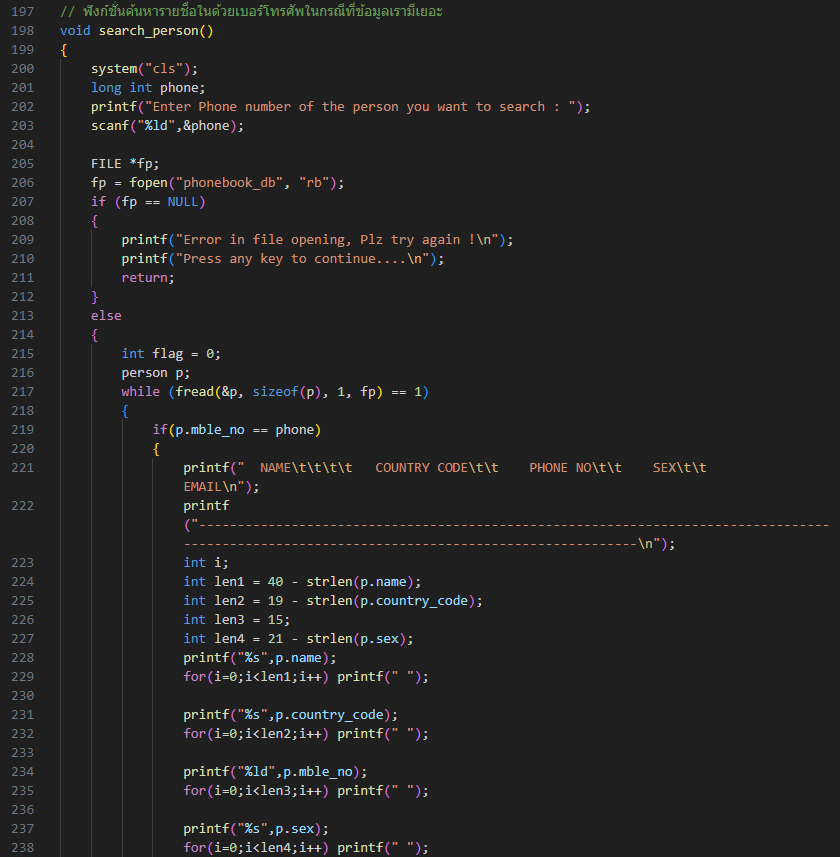 197 // ฟังก์ชั่นค้นหารายชื่อในด้วยเบอร์โทรศัพในกรณีที่ข้อมูลเรามีเยอะ
198 void search_person()
199 {
200 system("cls");
201 long int phone;
202 printf("Enter Phone number of the person you want to search : ");
203 scanf("%ld",&phone);
204
205 FILE *fp;
206 fp = fopen("phonebook_db", "rb");
207 if (fp == NULL)
208 {
209 printf("Error in file opening, Plz try again !\n");
210 printf("Press any key to continue....\n");
211 return;
212 }
213 else
214 {
215 int flag = 0;
216 person p;
217 while (fread(&p, sizeof(p), 1, fp) == 1)
218 {
219 if(p.mble_no == phone)
220 {
221 printf("  NAME\t\t\t\t   COUNTRY CODE\t\t    PHONE NO\t\t    SEX\t\t
EMAIL\n");
222 printf
("----------------------------------------------------------------------------------
-----------------------------------------------------------\n");
223 int i;
224 int len1 = 40 - strlen(p.name);
225 int len2 = 19 - strlen(p.country_code);
226 int len3 = 15;
227 int len4 = 21 - strlen(p.sex);
228 printf("%s",p.name);
229 for(i=0;i<len1;i++) printf(" ");
230
231 printf("%s",p.country_code);
232 for(i=0;i<len2;i++) printf(" ");
233
234 printf("%ld",p.mble_no);
235 for(i=0;i<len3;i++) printf(" ");
236
237 printf("%s",p.sex);
238 for(i=0;i<len4;i++) printf(" ");